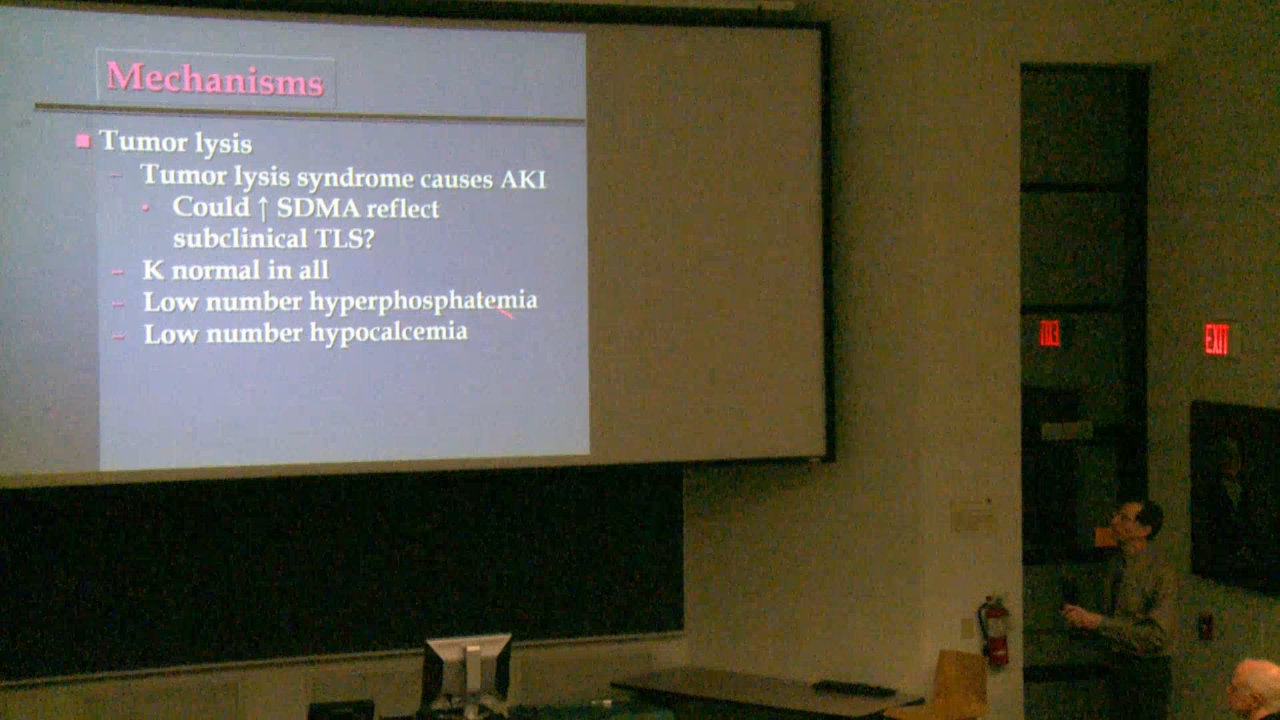 Mechanisms
Tumor lysis
– Tumor lysis syndrome causes AKI
Could ↑ SDMA reflect
subclinical TLS?
– K normal in all
– Low number hyperphosphatemia
– Low number hypocalcemia
EXIT
EXIT